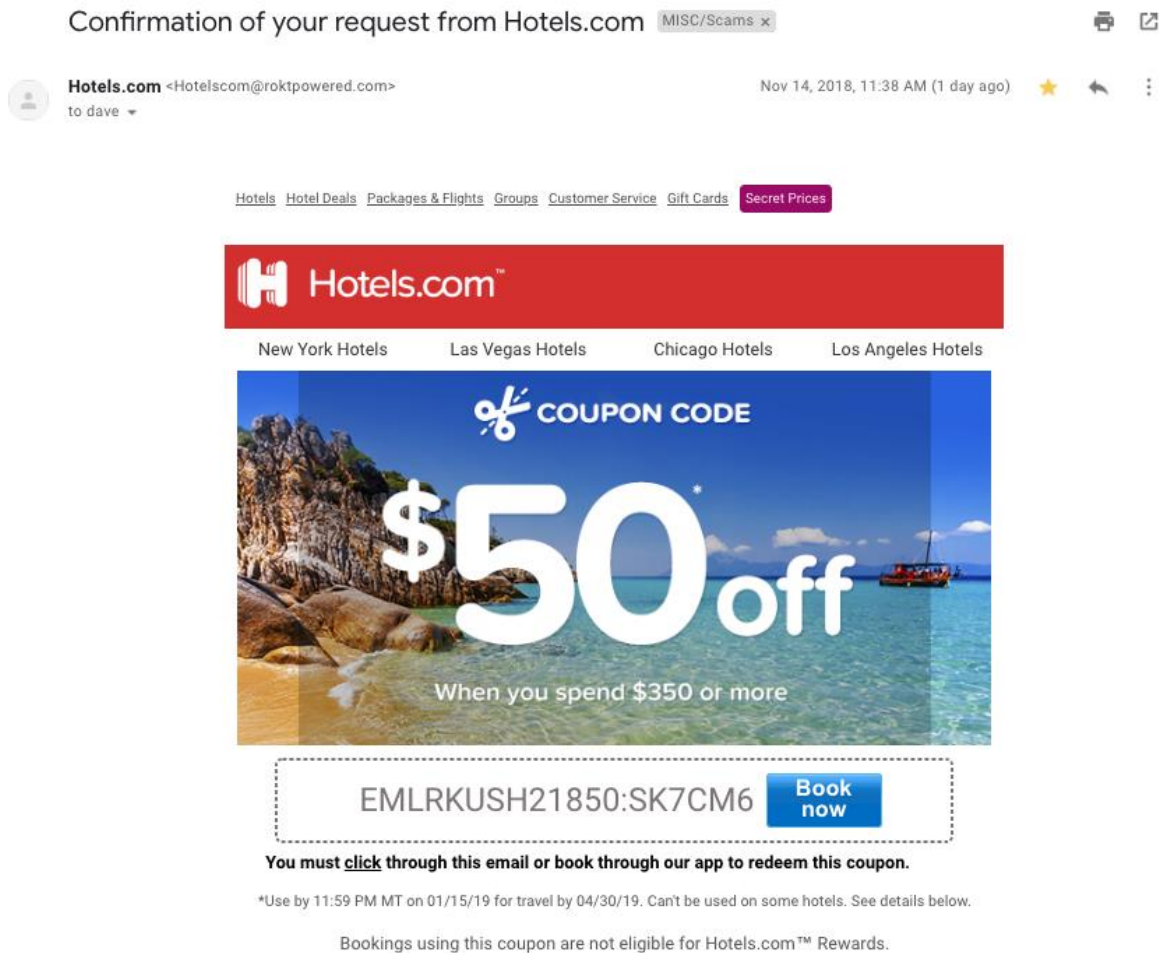 Confirmation of your request from Hotels.com MISC/Scams x
Hotels.com <Hotelscom@roktpowered.com> Nov 14, 2018, 11:38 AM (1 day ago)
to dave
Hotels Hotel Deals Packages & Flights Groups Customer Service Gift Cards Secret Prices
H Hotels.com™
New York Hotels Las Vegas Hotels Chicago Hotels Los Angeles Hotels
COUPON CODE
$50* off
When you spend $350 or more
EMLRKUSH21850:SK7CM6 Book now
You must click through this email or book through our app to redeem this coupon.
*Use by 11:59 PM MT on 01/15/19 for travel by 04/30/19. Can't be used on some hotels. See details below.
Bookings using this coupon are not eligible for Hotels.com™ Rewards.